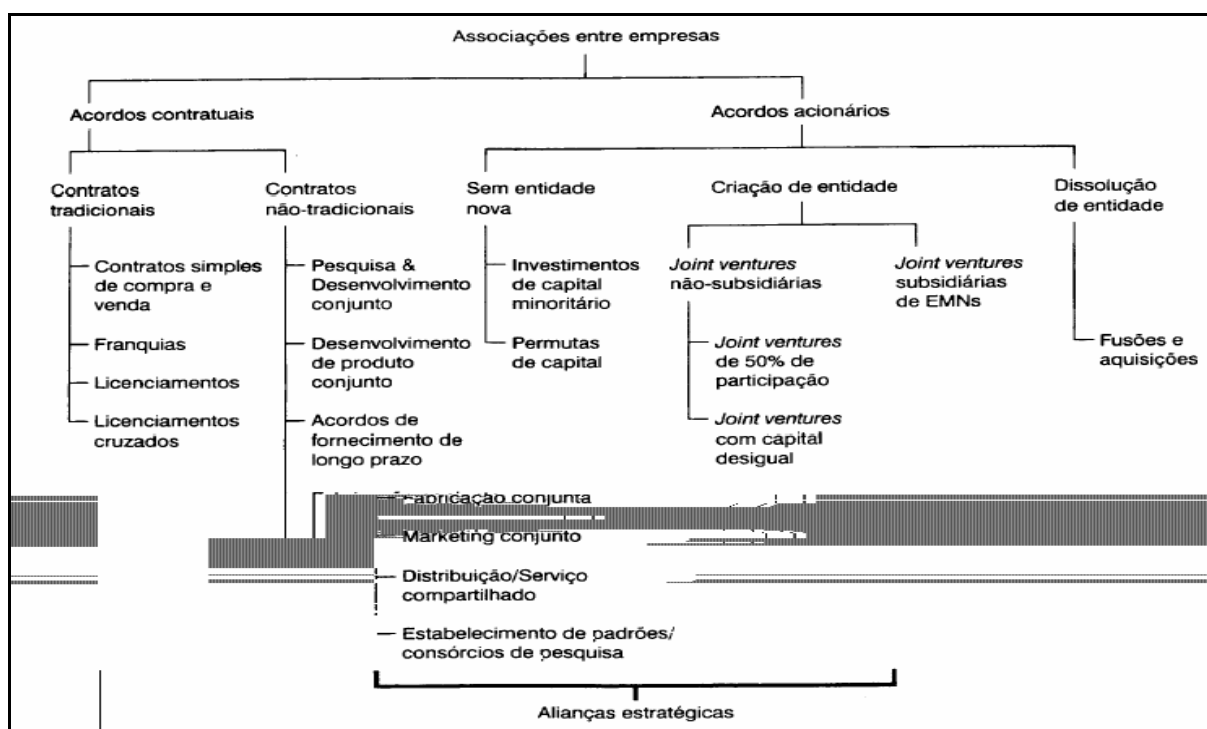 Associações entre empresas
Acordos contratuais
Acordos acionários
Contratos
tradicionais
Contratos
não-tradicionais
Sem entidade
nova
Criação de entidade
Dissolução
de entidade
Contratos simples
de compra e
venda
Franquias
Licenciamentos
Licenciamentos
cruzados
Pesquisa &
Desenvolvimento
conjunto
Desenvolvimento
de produto
conjunto
Acordos de
fornecimento de
longo prazo
Fabricação conjunta
Marketing conjunto
Distribuição/Serviço
compartilhado
Estabelecimento de padrões/
consórcios de pesquisa
Investimentos
de capital
minoritário
Permutas
de capital
Joint ventures
não-subsidiárias
Joint ventures
de 50% de
participação
Joint ventures
com capital
desigual
Joint ventures
subsidiárias
de EMNs
Fusões e
aquisições
Alianças estratégicas